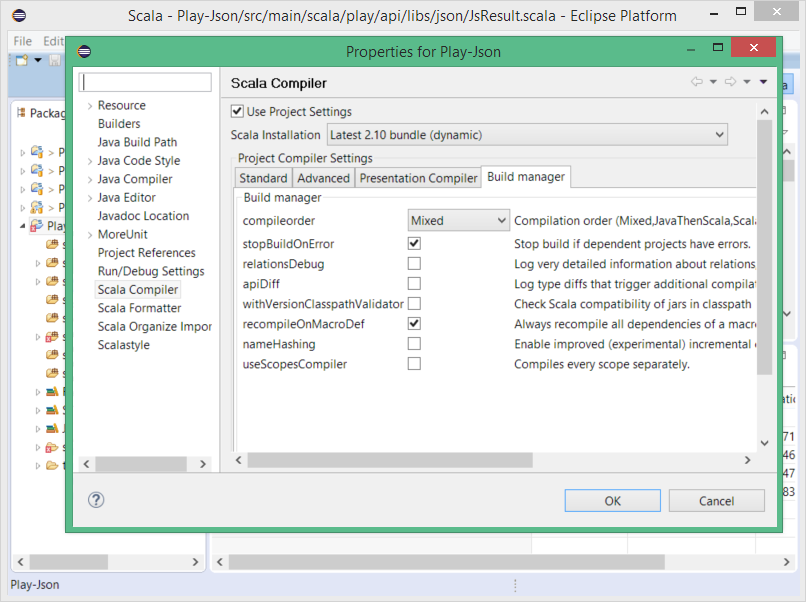 Scala - Play-Json/src/main/scala/play/api/libs/json/JsResult.scala - Eclipse Platform
File Edit
Properties for Play-Json
Scala Compiler
Resource
Builders
Java Build Path
Java Code Style
Java Compiler
Java Editor
Javadoc Location
MoreUnit
Project References
Run/Debug Settings
Scala Compiler
Scala Formatter
Scala Organize Impor
Scalastyle
Use Project Settings
Scala Installation Latest 2.10 bundle (dynamic)
Project Compiler Settings
Standard Advanced Presentation Compiler Build manager
Build manager
compileorder Mixed Compilation order (Mixed,JavaThenScala,Scala
stopBuildOnError Stop build if dependent projects have errors.
relationsDebug Log very detailed information about relations,
apiDiff Log type diffs that trigger additional compilat
withVersionClasspathValidator Check Scala compatibility of jars in classpath
recompileOnMacroDef Always recompile all dependencies of a macr
nameHashing Enable improved (experimental) incremental
useScopesCompiler Compiles every scope separately.
OK Cancel
Packag
> P
> P
> P
> P
Play
71
46
47
83
Play-Json